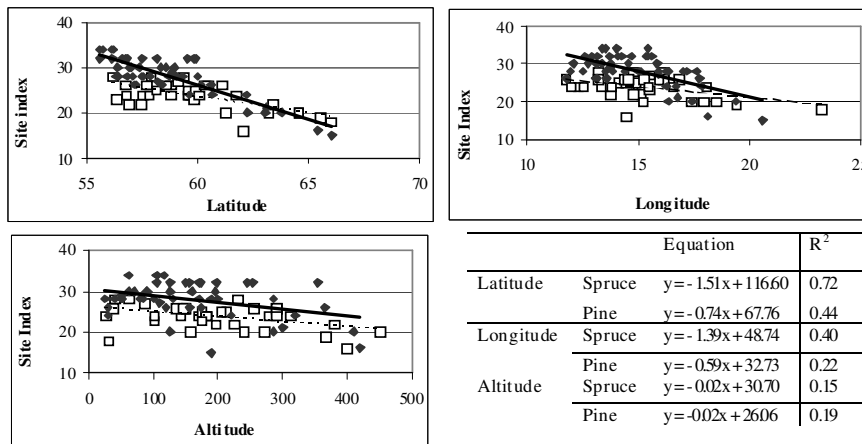 40
30
20
10
Site index
55 60 65 70
Latitude
40
30
20
10
Site Index
10 15 20 25
Longitude
40
30
20
10
Site Index
0 100 200 300 400 500
Altitude
Equation R2
Latitude Spruce y=-1.51x+116.60 0.72
Pine y=-0.74x+67.76 0.44
Longitude Spruce y=-1.39x+48.74 0.40
Pine y=-0.59x+32.73 0.22
Altitude Spruce y=-0.02x+30.70 0.15
Pine y=-0.02x+26.06 0.19